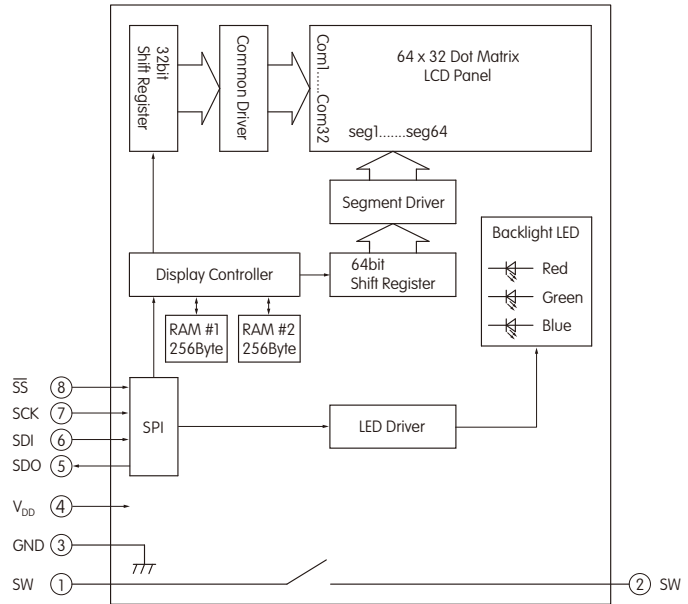 32bit
Shift Register
Common Driver
Com1.....Com32
64 x 32 Dot Matrix
LCD Panel
seg1.......seg64
Segment Driver
Backlight LED
Red
Green
Blue
Display Controller
64bit
Shift Register
RAM #1
256Byte
RAM #2
256Byte
SS 8
SCK 7
SDI 6
SDO 5
SPI
LED Driver
VDD 4
GND 3
SW 1
2 SW